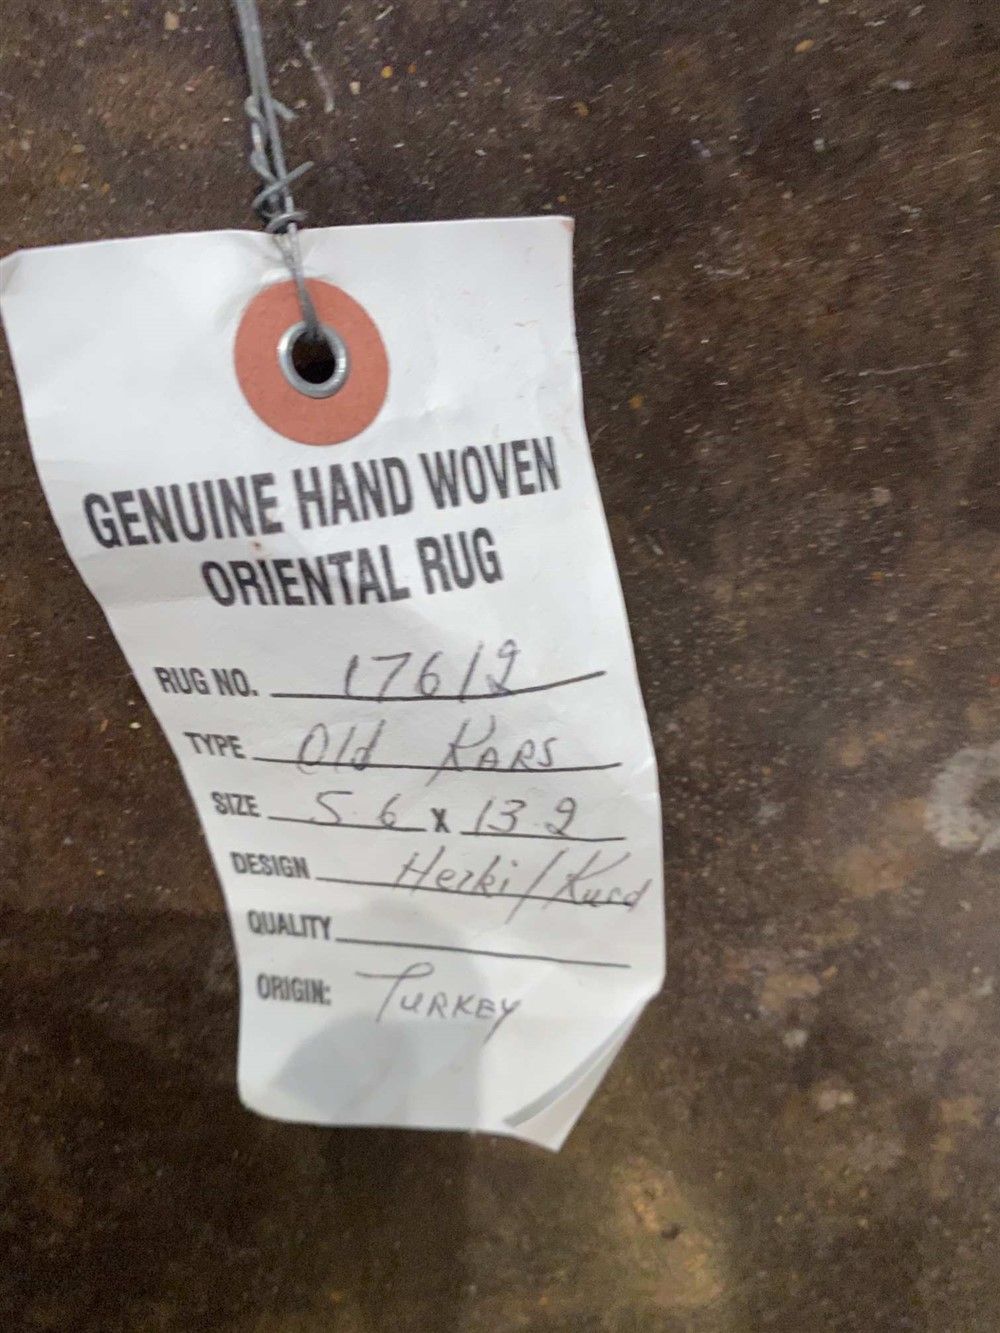 GENUINE HAND WOVEN
ORIENTAL RUG
RUG NO. 17612
TYPE Old KARS
SIZE 5.6 X 13.2
DESIGN Herki/Kurd
QUALITY
ORIGIN: TURKEY